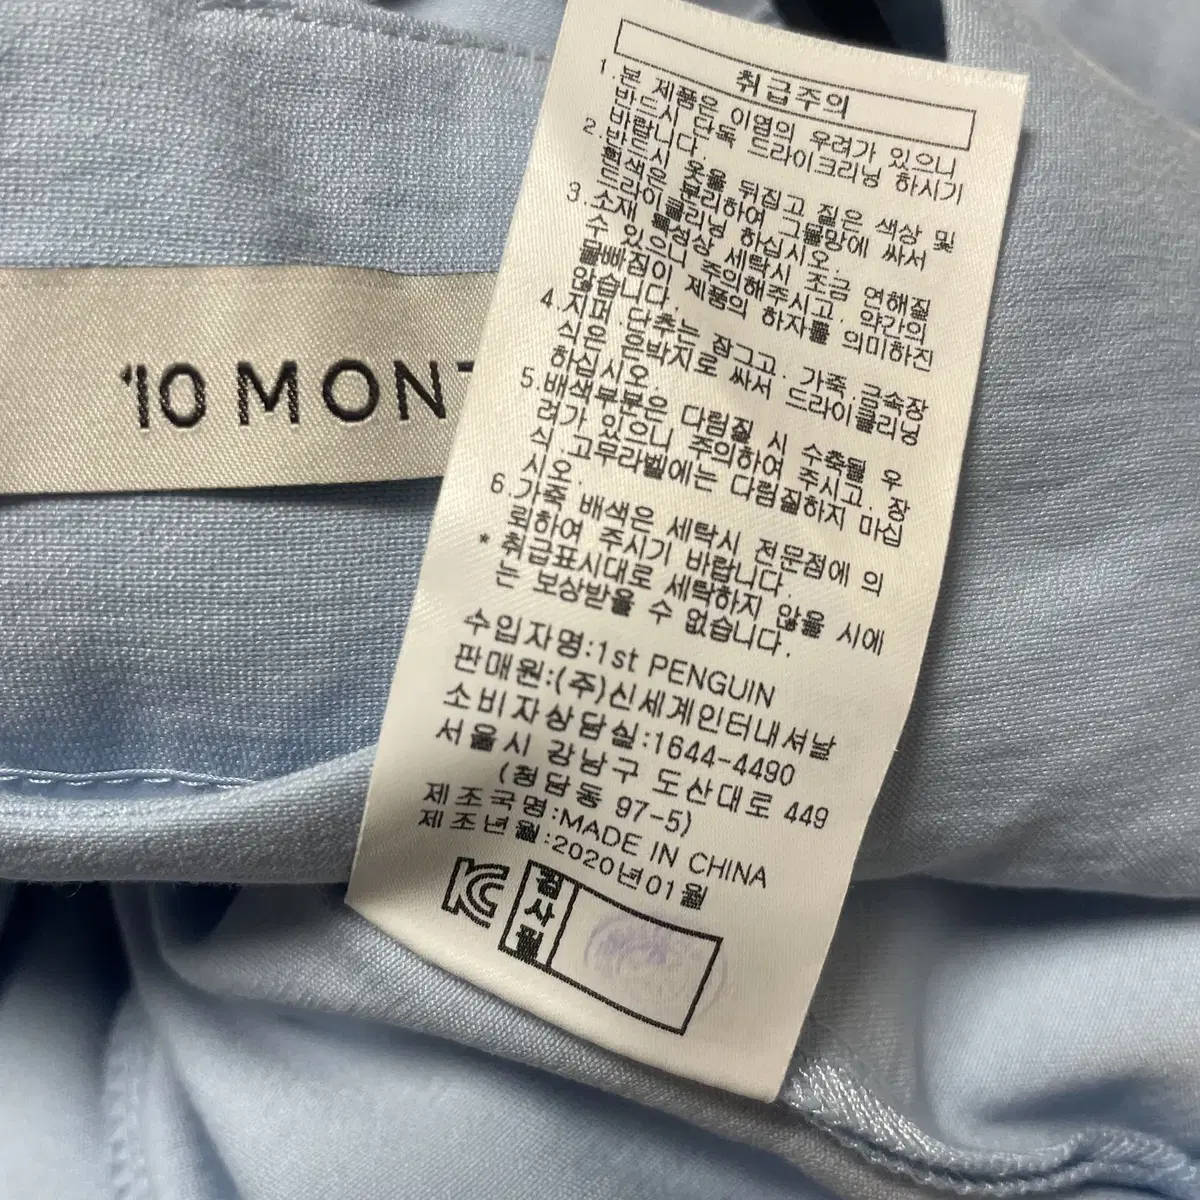 취급주의
1.본 제품은 이염의 우려가 있으니
반드시 단독 드라이크리닝 하시기
바랍니다.
2.반드시 옷을 뒤집고 짙은 색상 및
흰색은 분리하여 그물망에 싸서
드라이클리닝 하십시오.
3.소재 특성상 세탁시 조금 연해질
수 있으니 주의해주시고. 약간의
물빠짐이 제품의 하자를 의미하진
않습니다.
4.지퍼.단추는 잠그고. 가죽.금속장
식은 은박지로 싸서 드라이클리닝
하십시오.
5.배색부분은 다림질 시 수축될 우
려가 있으니 주의하여 주시고. 장
식.고무라벨에는 다림질하지 마십
시오.
6.가죽 배색은 세탁시 전문점에 의
뢰하여 주시기 바랍니다.
* 취급표시대로 세탁하지 않을 시에
는 보상받을 수 없습니다.
수입자명:1st PENGUIN
판매원:(주)신세계인터내셔날
소비자상담실:1644-4490
서울시 강남구 도산대로 449
(청담동 97-5)
제조국명:MADE IN CHINA
제조년월:2020년01월
KC 검사필
10 MONT